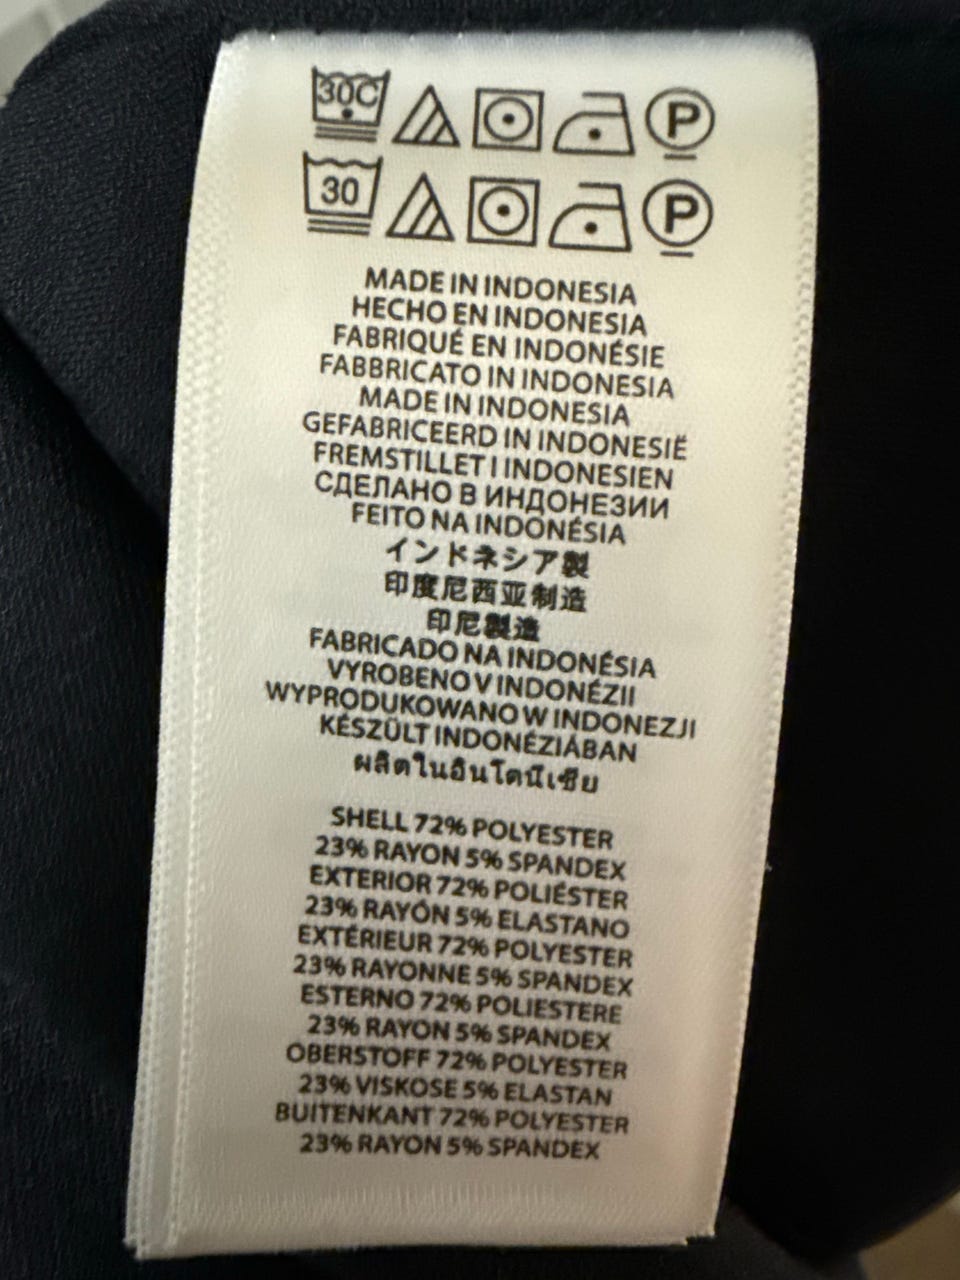 30C P
30 P
MADE IN INDONESIA
HECHO EN INDONESIA
FABRIQUÉ EN INDONÉSIE
FABBRICATO IN INDONESIA
MADE IN INDONESIA
GEFABRICEERD IN INDONESIË
FREMSTILLET I INDONESIEN
СДЕЛАНО В ИНДОНЕЗИИ
FEITO NA INDONÉSIA
インドネシア製
印度尼西亚制造
印尼製造
FABRICADO NA INDONÉSIA
VYROBENO V INDONÉZII
WYPRODUKOWANO W INDONEZJI
KÉSZÜLT INDONÉZIÁBAN
ผลิตในอินโดนีเซีย
SHELL 72% POLYESTER
23% RAYON 5% SPANDEX
EXTERIOR 72% POLIÉSTER
23% RAYÓN 5% ELASTANO
EXTÉRIEUR 72% POLYESTER
23% RAYONNE 5% SPANDEX
ESTERNO 72% POLIESTERE
23% RAYON 5% SPANDEX
OBERSTOFF 72% POLYESTER
23% VISKOSE 5% ELASTAN
BUITENKANT 72% POLYESTER
23% RAYON 5% SPANDEX